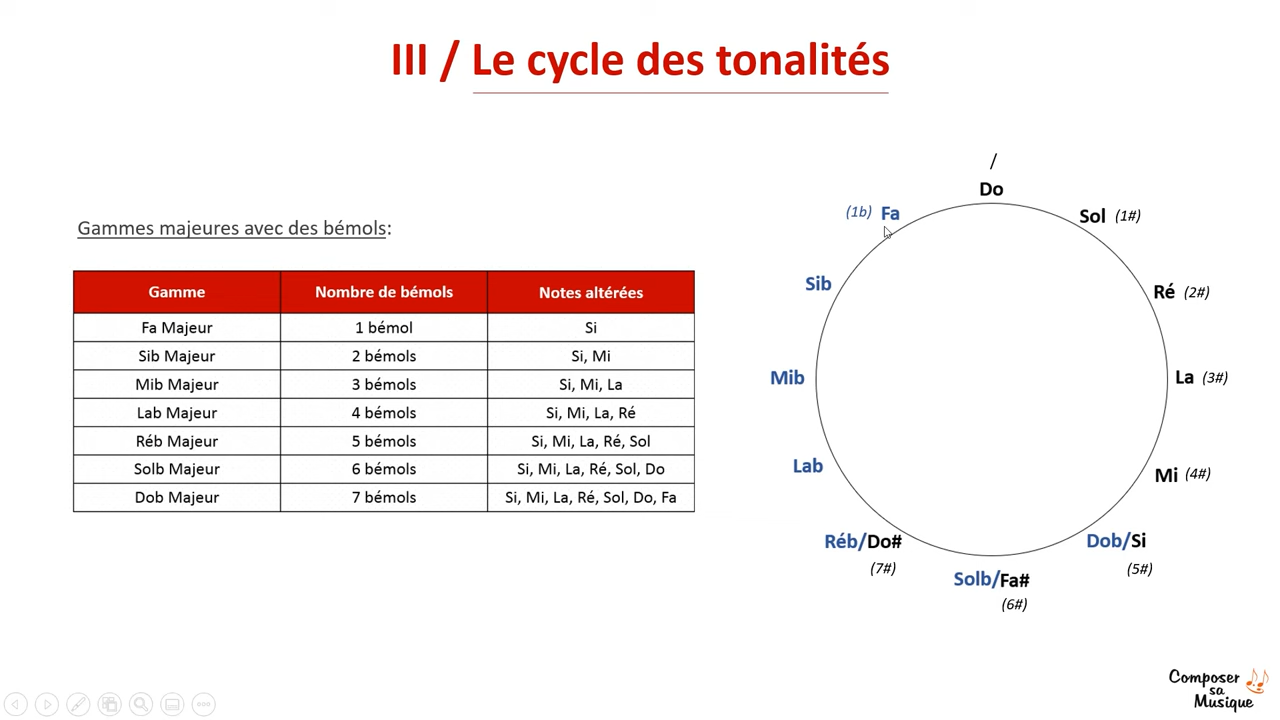 III / Le cycle des tonalités
Gammes majeures avec des bémols:
Gamme Nombre de bémols Notes altérées
Fa Majeur 1 bémol Si
Sib Majeur 2 bémols Si, Mi
Mib Majeur 3 bémols Si, Mi, La
Lab Majeur 4 bémols Si, Mi, La, Ré
Réb Majeur 5 bémols Si, Mi, La, Ré, Sol
Solb Majeur 6 bémols Si, Mi, La, Ré, Sol, Do
Dob Majeur 7 bémols Si, Mi, La, Ré, Sol, Do, Fa
/
Do
(1b) Fa
Sol (1#)
Sib
Ré (2#)
Mib
La (3#)
Lab
Mi (4#)
Réb/Do#
(7#)
Dob/Si
(5#)
Solb/Fa#
(6#)
Composer
sa
Musique